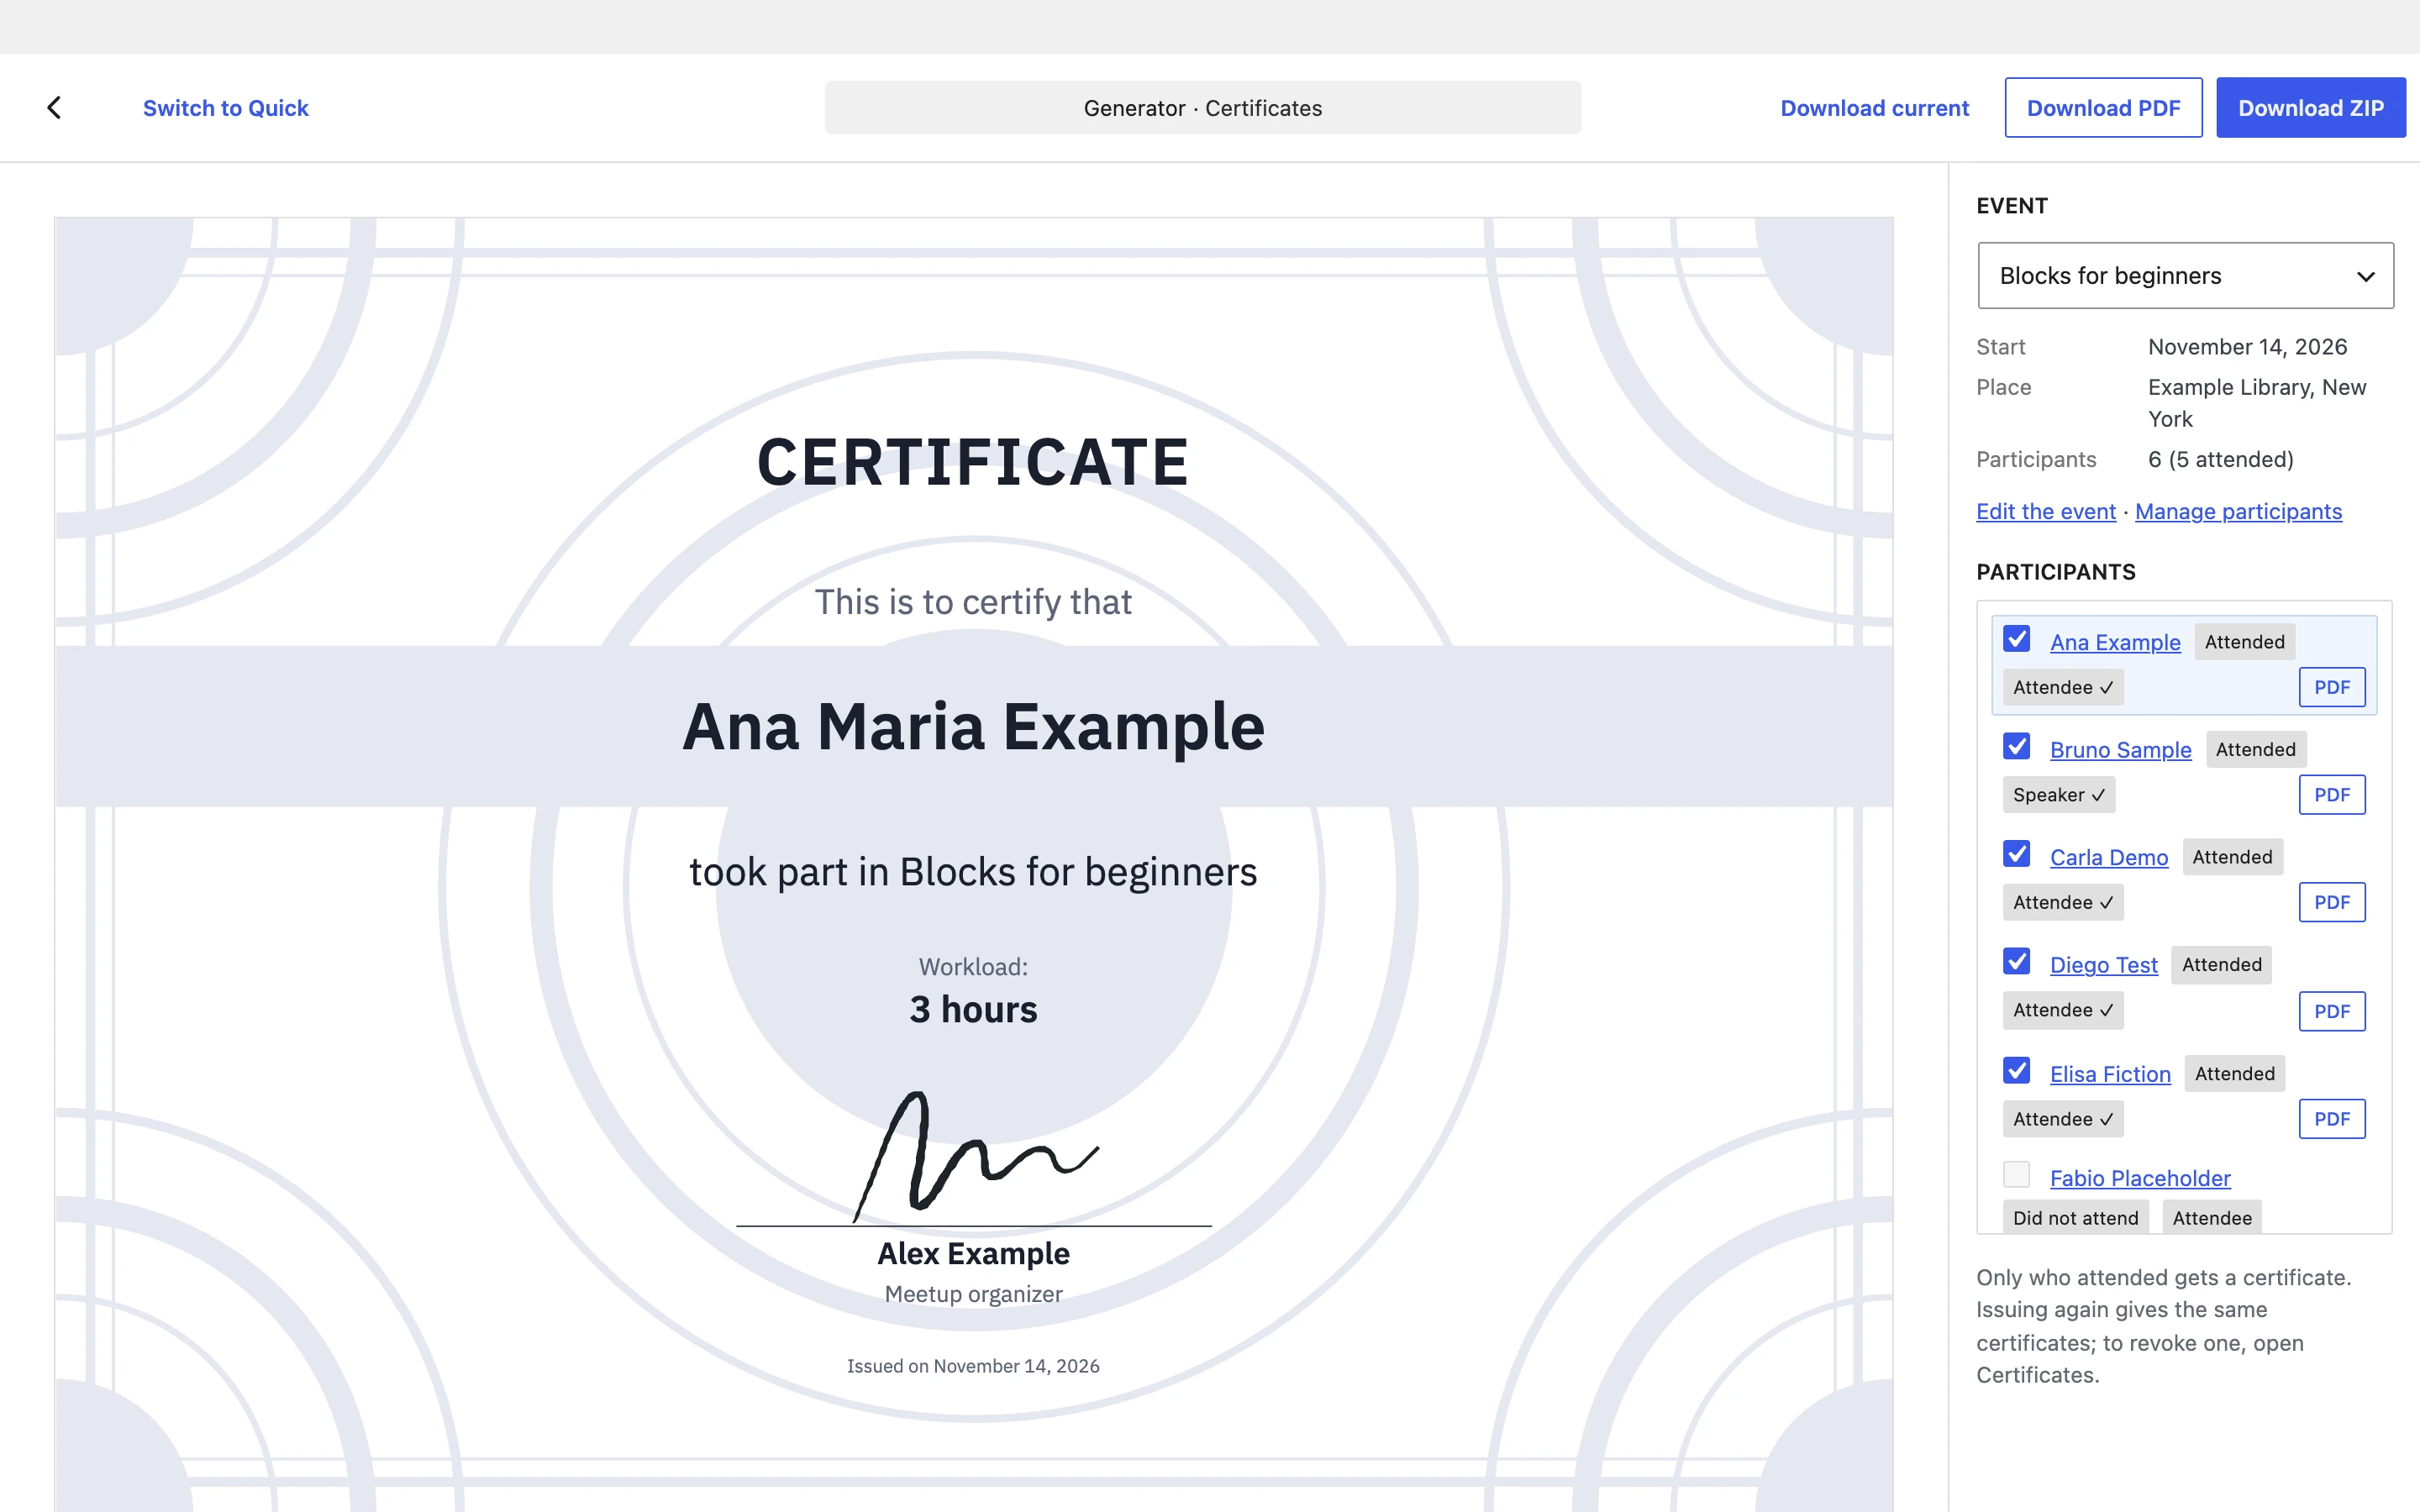 Switch to Quick
Generator · Certificates
Download current
Download PDF
Download ZIP
CERTIFICATE
This is to certify that
Ana Maria Example
took part in Blocks for beginners
Workload:
3 hours
Alex Example
Meetup organizer
Issued on November 14, 2026
EVENT
Blocks for beginners
Start November 14, 2026
Place Example Library, New
York
Participants 6 (5 attended)
Edit the event · Manage participants
PARTICIPANTS
Ana Example Attended
Attendee ✓ PDF
Bruno Sample Attended
Speaker ✓ PDF
Carla Demo Attended
Attendee ✓ PDF
Diego Test Attended
Attendee ✓ PDF
Elisa Fiction Attended
Attendee ✓ PDF
Fabio Placeholder
Did not attend Attendee
Only who attended gets a certificate.
Issuing again gives the same
certificates; to revoke one, open
Certificates.